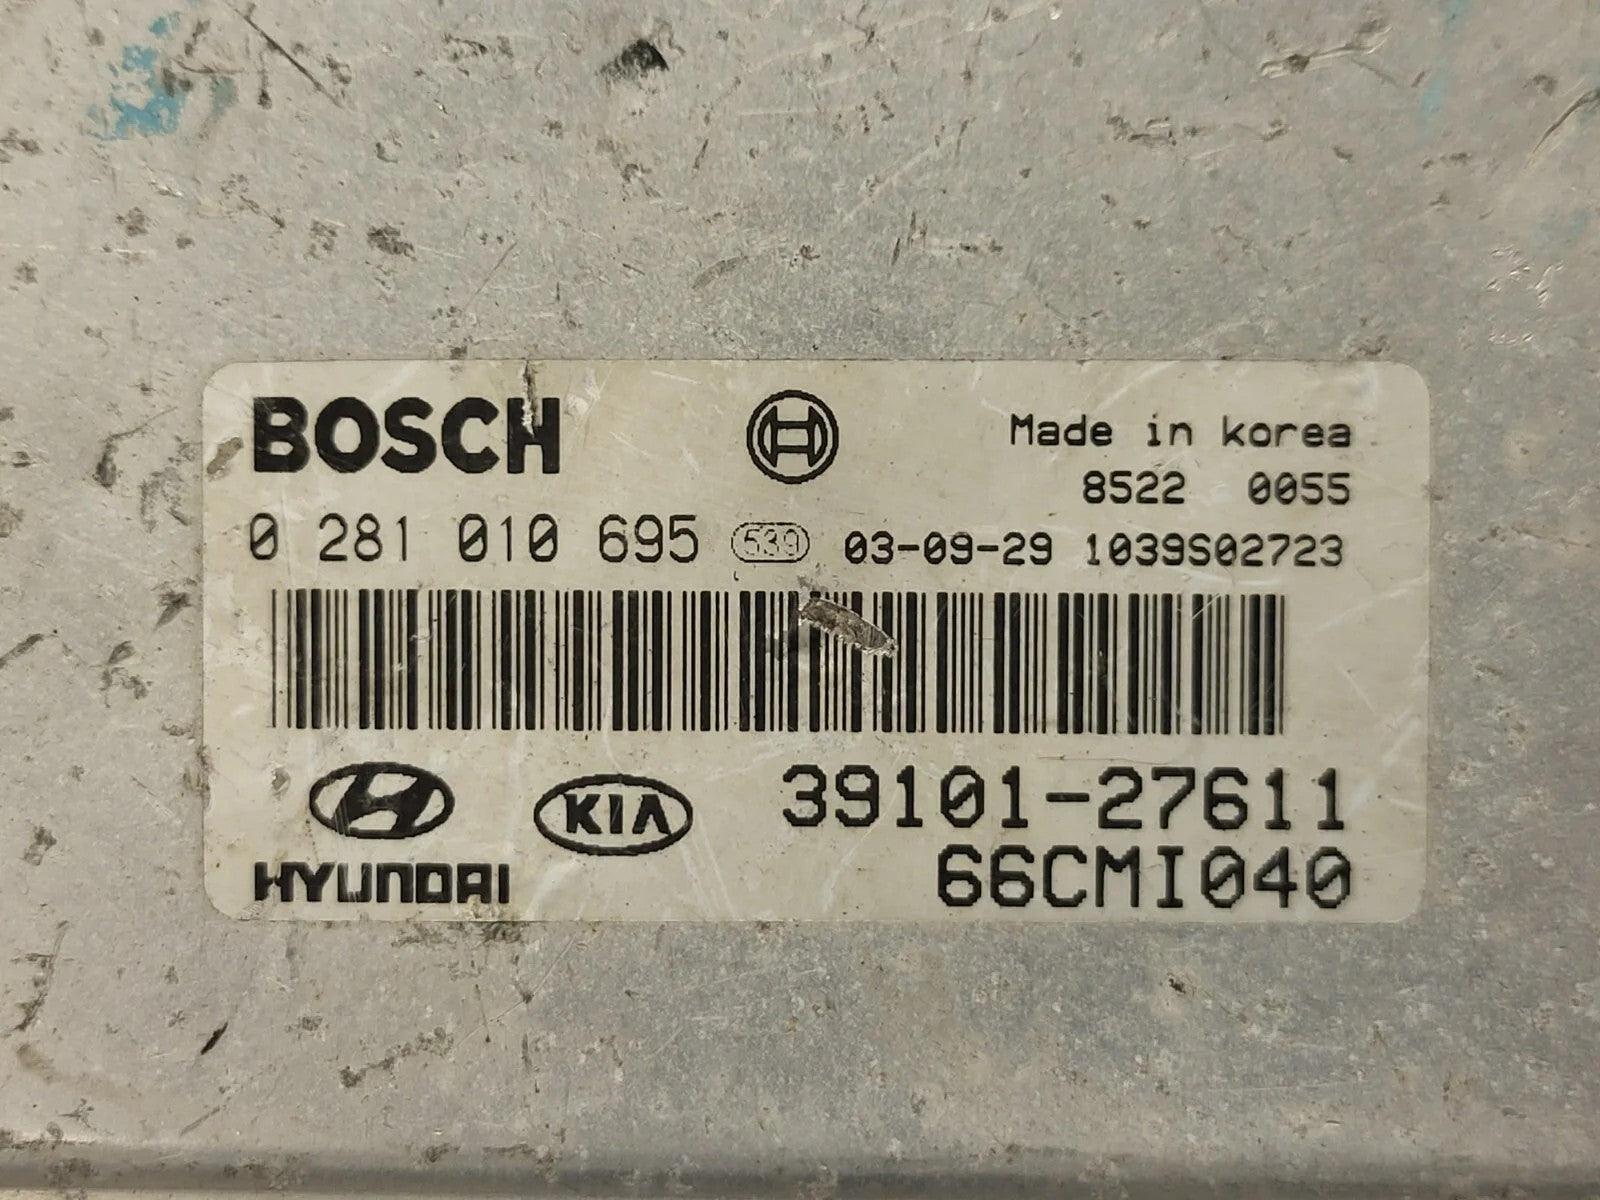 BOSCH
Made in korea
8522 0055
0 281 010 695 539 03-09-29 1039S02723
KIA
39101-27611
HYUNDAI
66CMI040